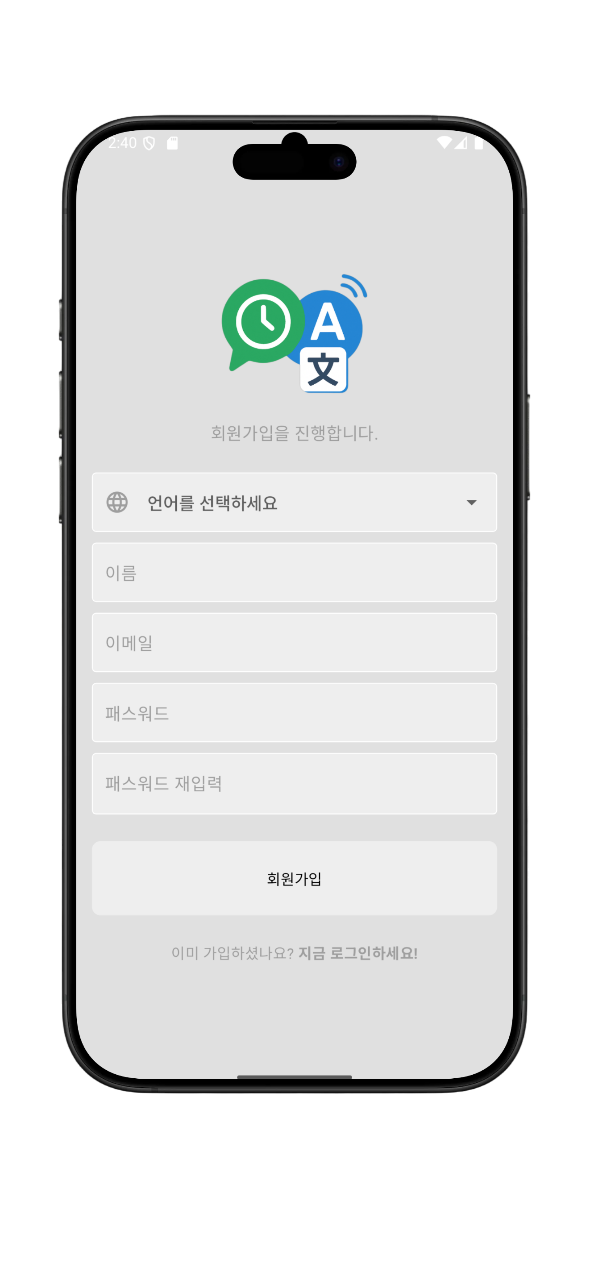 2:40
A
文
회원가입을 진행합니다.
언어를 선택하세요
이름
이메일
패스워드
패스워드 재입력
회원가입
이미 가입하셨나요? 지금 로그인하세요!